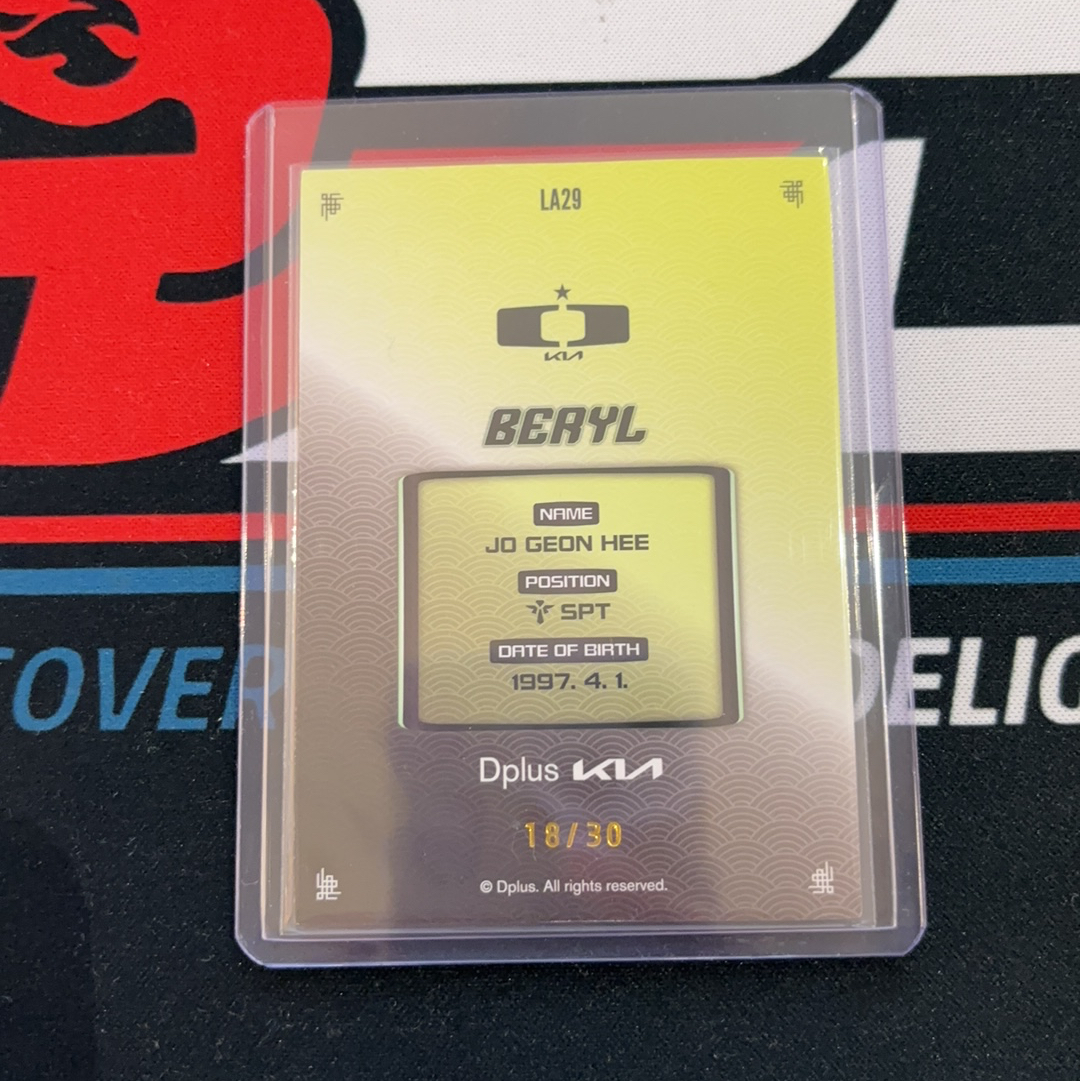 LA29
KIA
BERYL
NAME
JO GEON HEE
POSITION
SPT
DATE OF BIRTH
1997. 4. 1.
OVER
DELIG
Dplus KIA
18/30
© Dplus. All rights reserved.